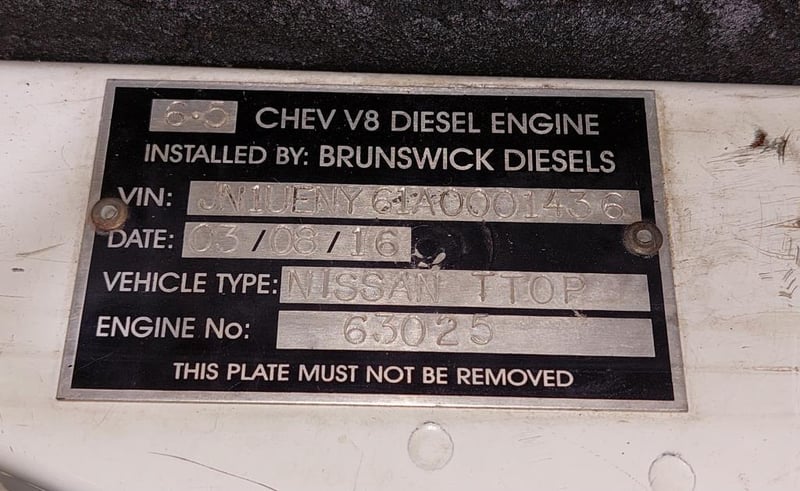 6.5 CHEV V8 DIESEL ENGINE
INSTALLED BY: BRUNSWICK DIESELS
VIN: JN1UENY61A0001436
DATE: 03/08/16
VEHICLE TYPE: NISSAN TTOP
ENGINE No: 63025
THIS PLATE MUST NOT BE REMOVED